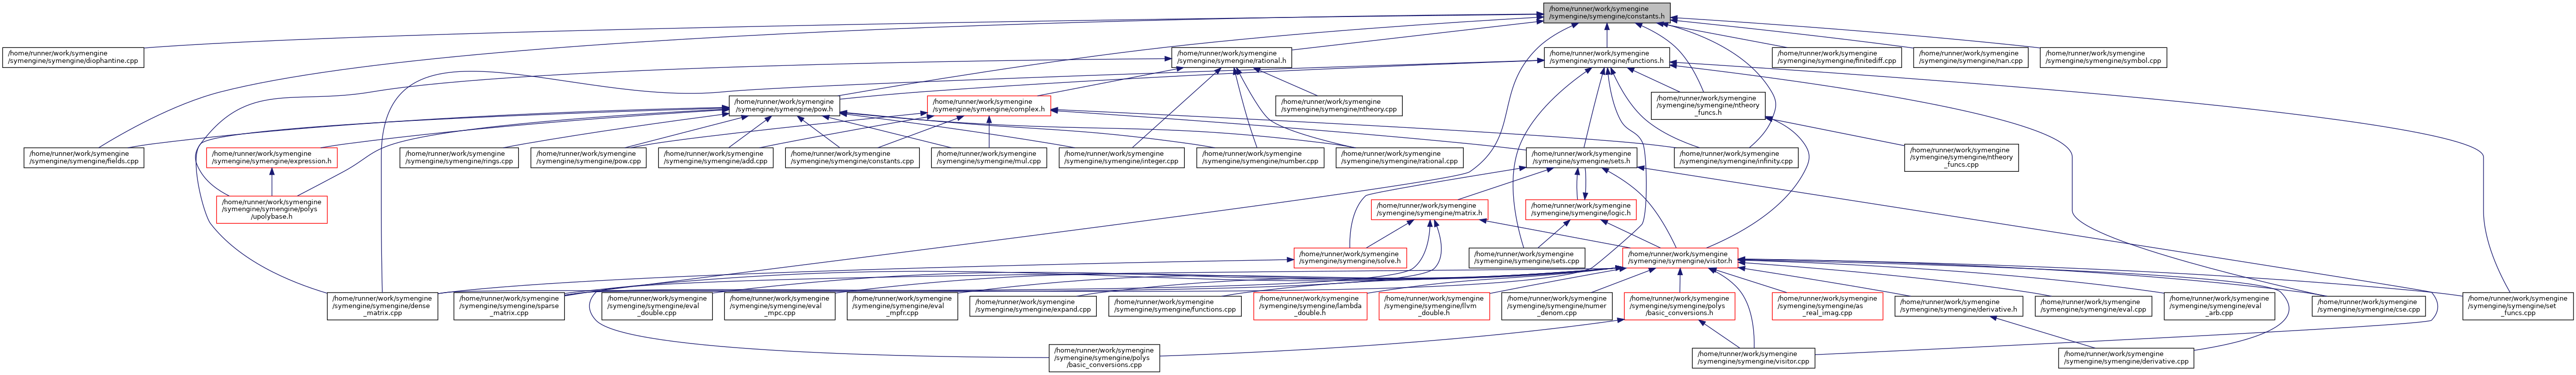 /home/runner/work/symengine
/symengine/symengine/constants.h
/home/runner/work/symengine
/symengine/symengine/diophantine.cpp
/home/runner/work/symengine
/symengine/symengine/rational.h
/home/runner/work/symengine
/symengine/symengine/functions.h
/home/runner/work/symengine
/symengine/symengine/finitediff.cpp
/home/runner/work/symengine
/symengine/symengine/nan.cpp
/home/runner/work/symengine
/symengine/symengine/symbol.cpp
/home/runner/work/symengine
/symengine/symengine/pow.h
/home/runner/work/symengine
/symengine/symengine/complex.h
/home/runner/work/symengine
/symengine/symengine/ntheory.cpp
/home/runner/work/symengine
/symengine/symengine/ntheory
_funcs.h
/home/runner/work/symengine
/symengine/symengine/fields.cpp
/home/runner/work/symengine
/symengine/symengine/expression.h
/home/runner/work/symengine
/symengine/symengine/rings.cpp
/home/runner/work/symengine
/symengine/symengine/pow.cpp
/home/runner/work/symengine
/symengine/symengine/add.cpp
/home/runner/work/symengine
/symengine/symengine/constants.cpp
/home/runner/work/symengine
/symengine/symengine/mul.cpp
/home/runner/work/symengine
/symengine/symengine/integer.cpp
/home/runner/work/symengine
/symengine/symengine/number.cpp
/home/runner/work/symengine
/symengine/symengine/rational.cpp
/home/runner/work/symengine
/symengine/symengine/sets.h
/home/runner/work/symengine
/symengine/symengine/infinity.cpp
/home/runner/work/symengine
/symengine/symengine/ntheory
_funcs.cpp
/home/runner/work/symengine
/symengine/symengine/polys
/upolybase.h
/home/runner/work/symengine
/symengine/symengine/matrix.h
/home/runner/work/symengine
/symengine/symengine/logic.h
/home/runner/work/symengine
/symengine/symengine/solve.h
/home/runner/work/symengine
/symengine/symengine/sets.cpp
/home/runner/work/symengine
/symengine/symengine/visitor.h
/home/runner/work/symengine
/symengine/symengine/dense
_matrix.cpp
/home/runner/work/symengine
/symengine/symengine/sparse
_matrix.cpp
/home/runner/work/symengine
/symengine/symengine/eval
_double.cpp
/home/runner/work/symengine
/symengine/symengine/eval
_mpc.cpp
/home/runner/work/symengine
/symengine/symengine/eval
_mpfr.cpp
/home/runner/work/symengine
/symengine/symengine/expand.cpp
/home/runner/work/symengine
/symengine/symengine/functions.cpp
/home/runner/work/symengine
/symengine/symengine/lambda
_double.h
/home/runner/work/symengine
/symengine/symengine/llvm
_double.h
/home/runner/work/symengine
/symengine/symengine/numer
_denom.cpp
/home/runner/work/symengine
/symengine/symengine/polys
/basic_conversions.h
/home/runner/work/symengine
/symengine/symengine/as
_real_imag.cpp
/home/runner/work/symengine
/symengine/symengine/derivative.h
/home/runner/work/symengine
/symengine/symengine/eval.cpp
/home/runner/work/symengine
/symengine/symengine/eval
_arb.cpp
/home/runner/work/symengine
/symengine/symengine/cse.cpp
/home/runner/work/symengine
/symengine/symengine/set
_funcs.cpp
/home/runner/work/symengine
/symengine/symengine/polys
/basic_conversions.cpp
/home/runner/work/symengine
/symengine/symengine/visitor.cpp
/home/runner/work/symengine
/symengine/symengine/derivative.cpp